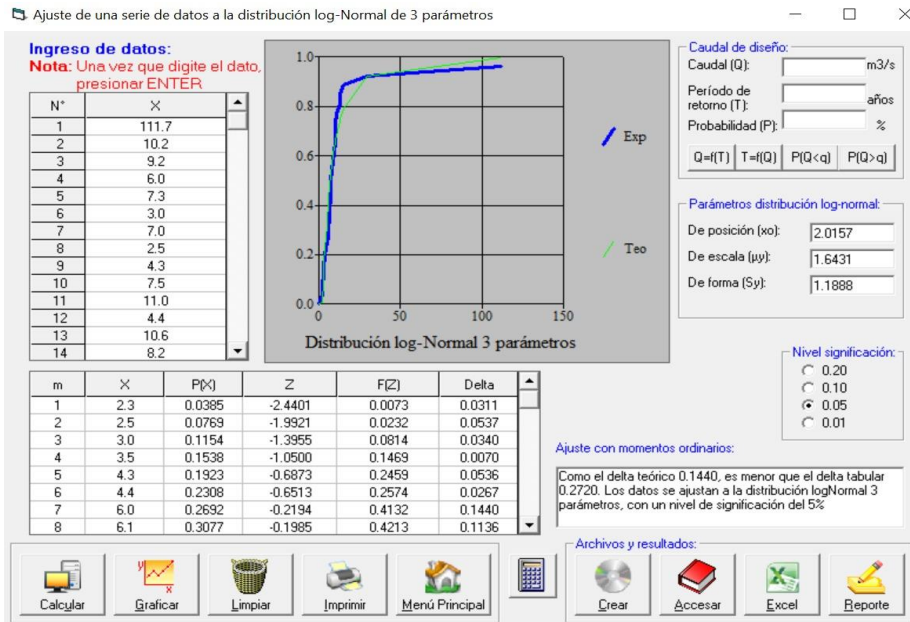 Ajuste de una serie de datos a la distribución log-Normal de 3 parámetros
Ingreso de datos:
Nota: Una vez que digite el dato,
presionar ENTER
N° X
1 111.7
2 10.2
3 9.2
4 6.0
5 7.3
6 3.0
7 7.0
8 2.5
9 4.3
10 7.5
11 11.0
12 4.4
13 10.6
14 8.2
1.0
0.8
0.6
0.4
0.2
0.0
0 50 100 150
Exp
Teo
Distribución log-Normal 3 parámetros
Caudal de diseño:
Caudal (Q): m3/s
Período de
retorno (T): años
Probabilidad (P): %
Q=f(T) T=f(Q) P(Q<q) P(Q>q)
Parámetros distribución log-normal:
De posición (xo): 2.0157
De escala (µy): 1.6431
De forma (Sy): 1.1888
Nivel significación:
0.20
0.10
0.05
0.01
m X P(X) Z F(Z) Delta
1 2.3 0.0385 -2.4401 0.0073 0.0311
2 2.5 0.0769 -1.9921 0.0232 0.0537
3 3.0 0.1154 -1.3955 0.0814 0.0340
4 3.5 0.1538 -1.0500 0.1469 0.0070
5 4.3 0.1923 -0.6873 0.2459 0.0536
6 4.4 0.2308 -0.6513 0.2574 0.0267
7 6.0 0.2692 -0.2194 0.4132 0.1440
8 6.1 0.3077 -0.1985 0.4213 0.1136
Ajuste con momentos ordinarios:
Como el delta teórico 0.1440, es menor que el delta tabular
0.2720. Los datos se ajustan a la distribución logNormal 3
parámetros, con un nivel de significación del 5%
Calcular Graficar Limpiar Imprimir Menú Principal
Archivos y resultados:
Crear Accesar Excel Reporte